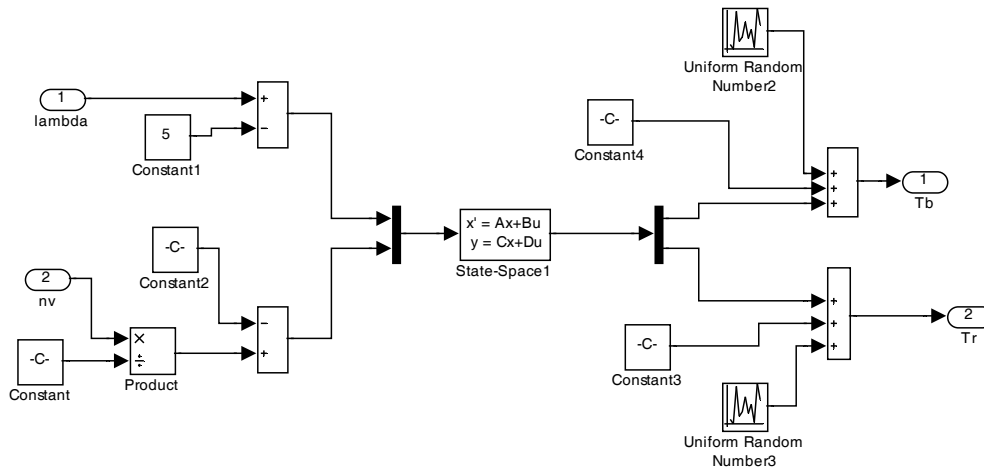 Uniform Random
Number2
1
lambda
+
−
5
Constant1
-C-
Constant4
+
+
+
1
Tb
x' = Ax+Bu
y = Cx+Du
State-Space1
-C-
Constant2
2
nv
×
÷
Product
-C-
Constant
−
+
+
+
+
2
Tr
-C-
Constant3
Uniform Random
Number3